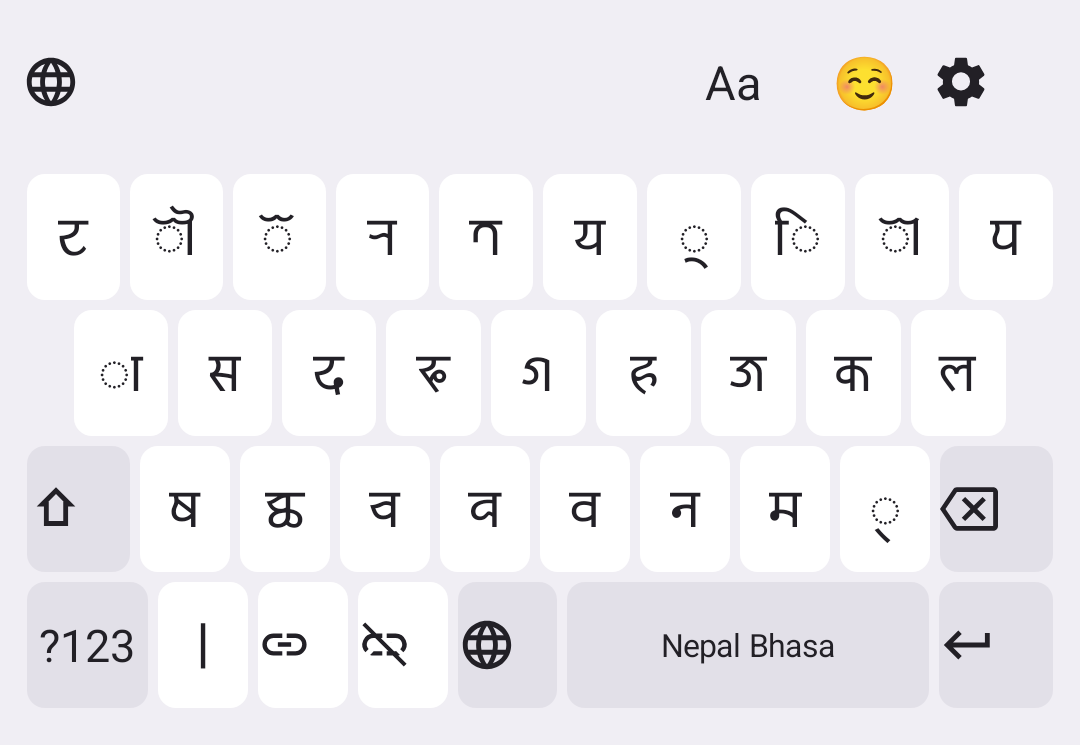 Aa ☺️
𑐚 𑑁 𑐾 𑐬 𑐟 𑐫 𑐸 𑐶 𑑀 𑐥
𑐵 𑐳 𑐡 𑐦 𑐐 𑐴 𑐖 𑐎 𑐮
𑐲 𑐕 𑐔 𑐰 𑐧 𑐣 𑐩 𑑂
?123 𑑋 Nepal Bhasa